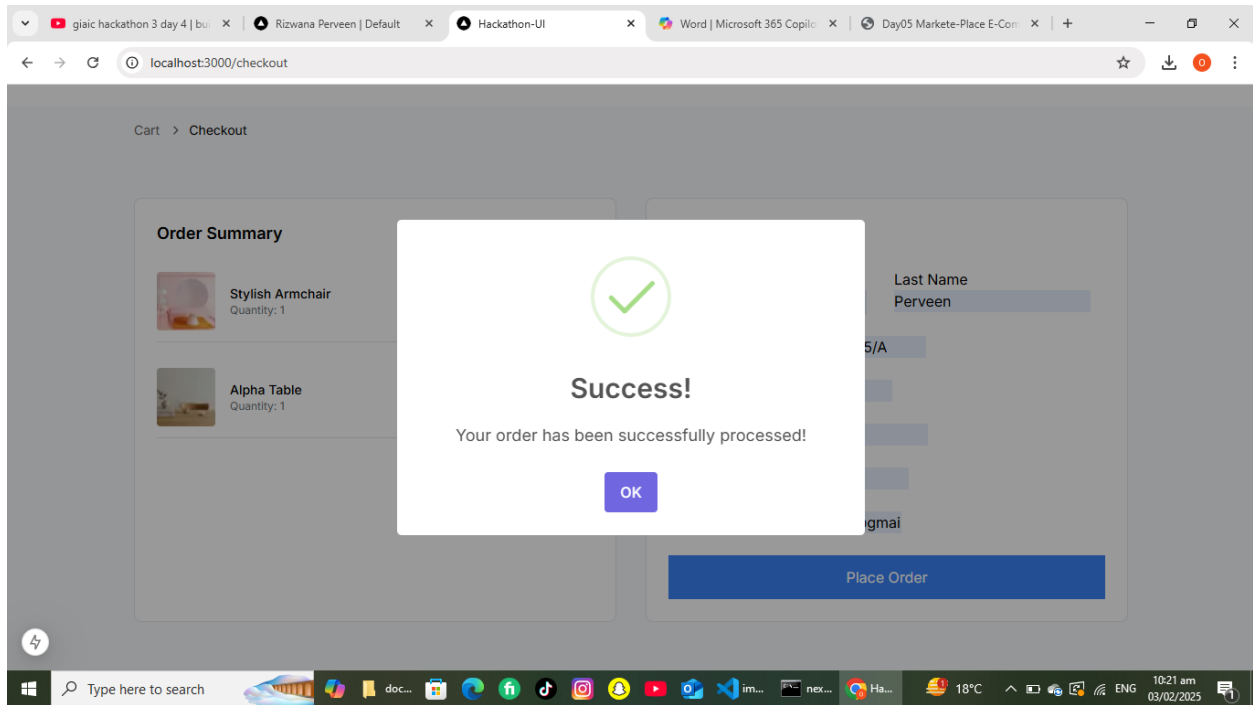 giaic hackathon 3 day 4 | bui
Rizwana Perveen | Default
Hackathon-UI
Word | Microsoft 365 Copilo
Day05 Markete-Place E-Com
localhost:3000/checkout
O
Cart > Checkout
Order Summary
Stylish Armchair
Quantity: 1
Alpha Table
Quantity: 1
Last Name
Perveen
5/A
gmai
Success!
Your order has been successfully processed!
OK
Place Order
Type here to search
doc...
im...
nex...
Ha...
18°C
ENG
10:21 am
03/02/2025
1